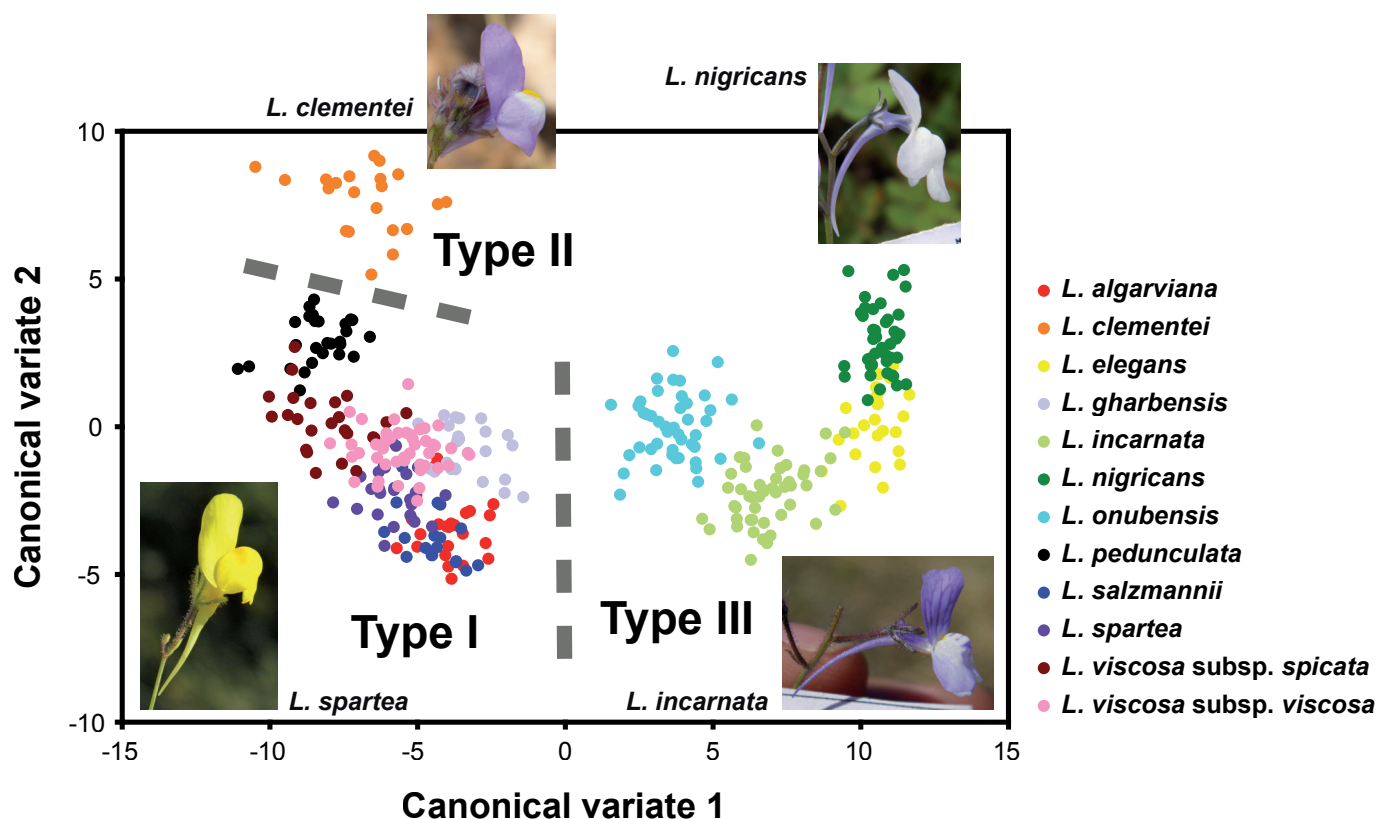 L. nigricans
L. clementei
10
5
0
-5
-10
Canonical variate 2
Type II
Type I
Type III
L. spartea
L. incarnata
-15
-10
-5
0
5
10
15
Canonical variate 1
L. algarviana
L. clementei
L. elegans
L. gharbensis
L. incarnata
L. nigricans
L. onubensis
L. pedunculata
L. salzmannii
L. spartea
L. viscosa subsp. spicata
L. viscosa subsp. viscosa